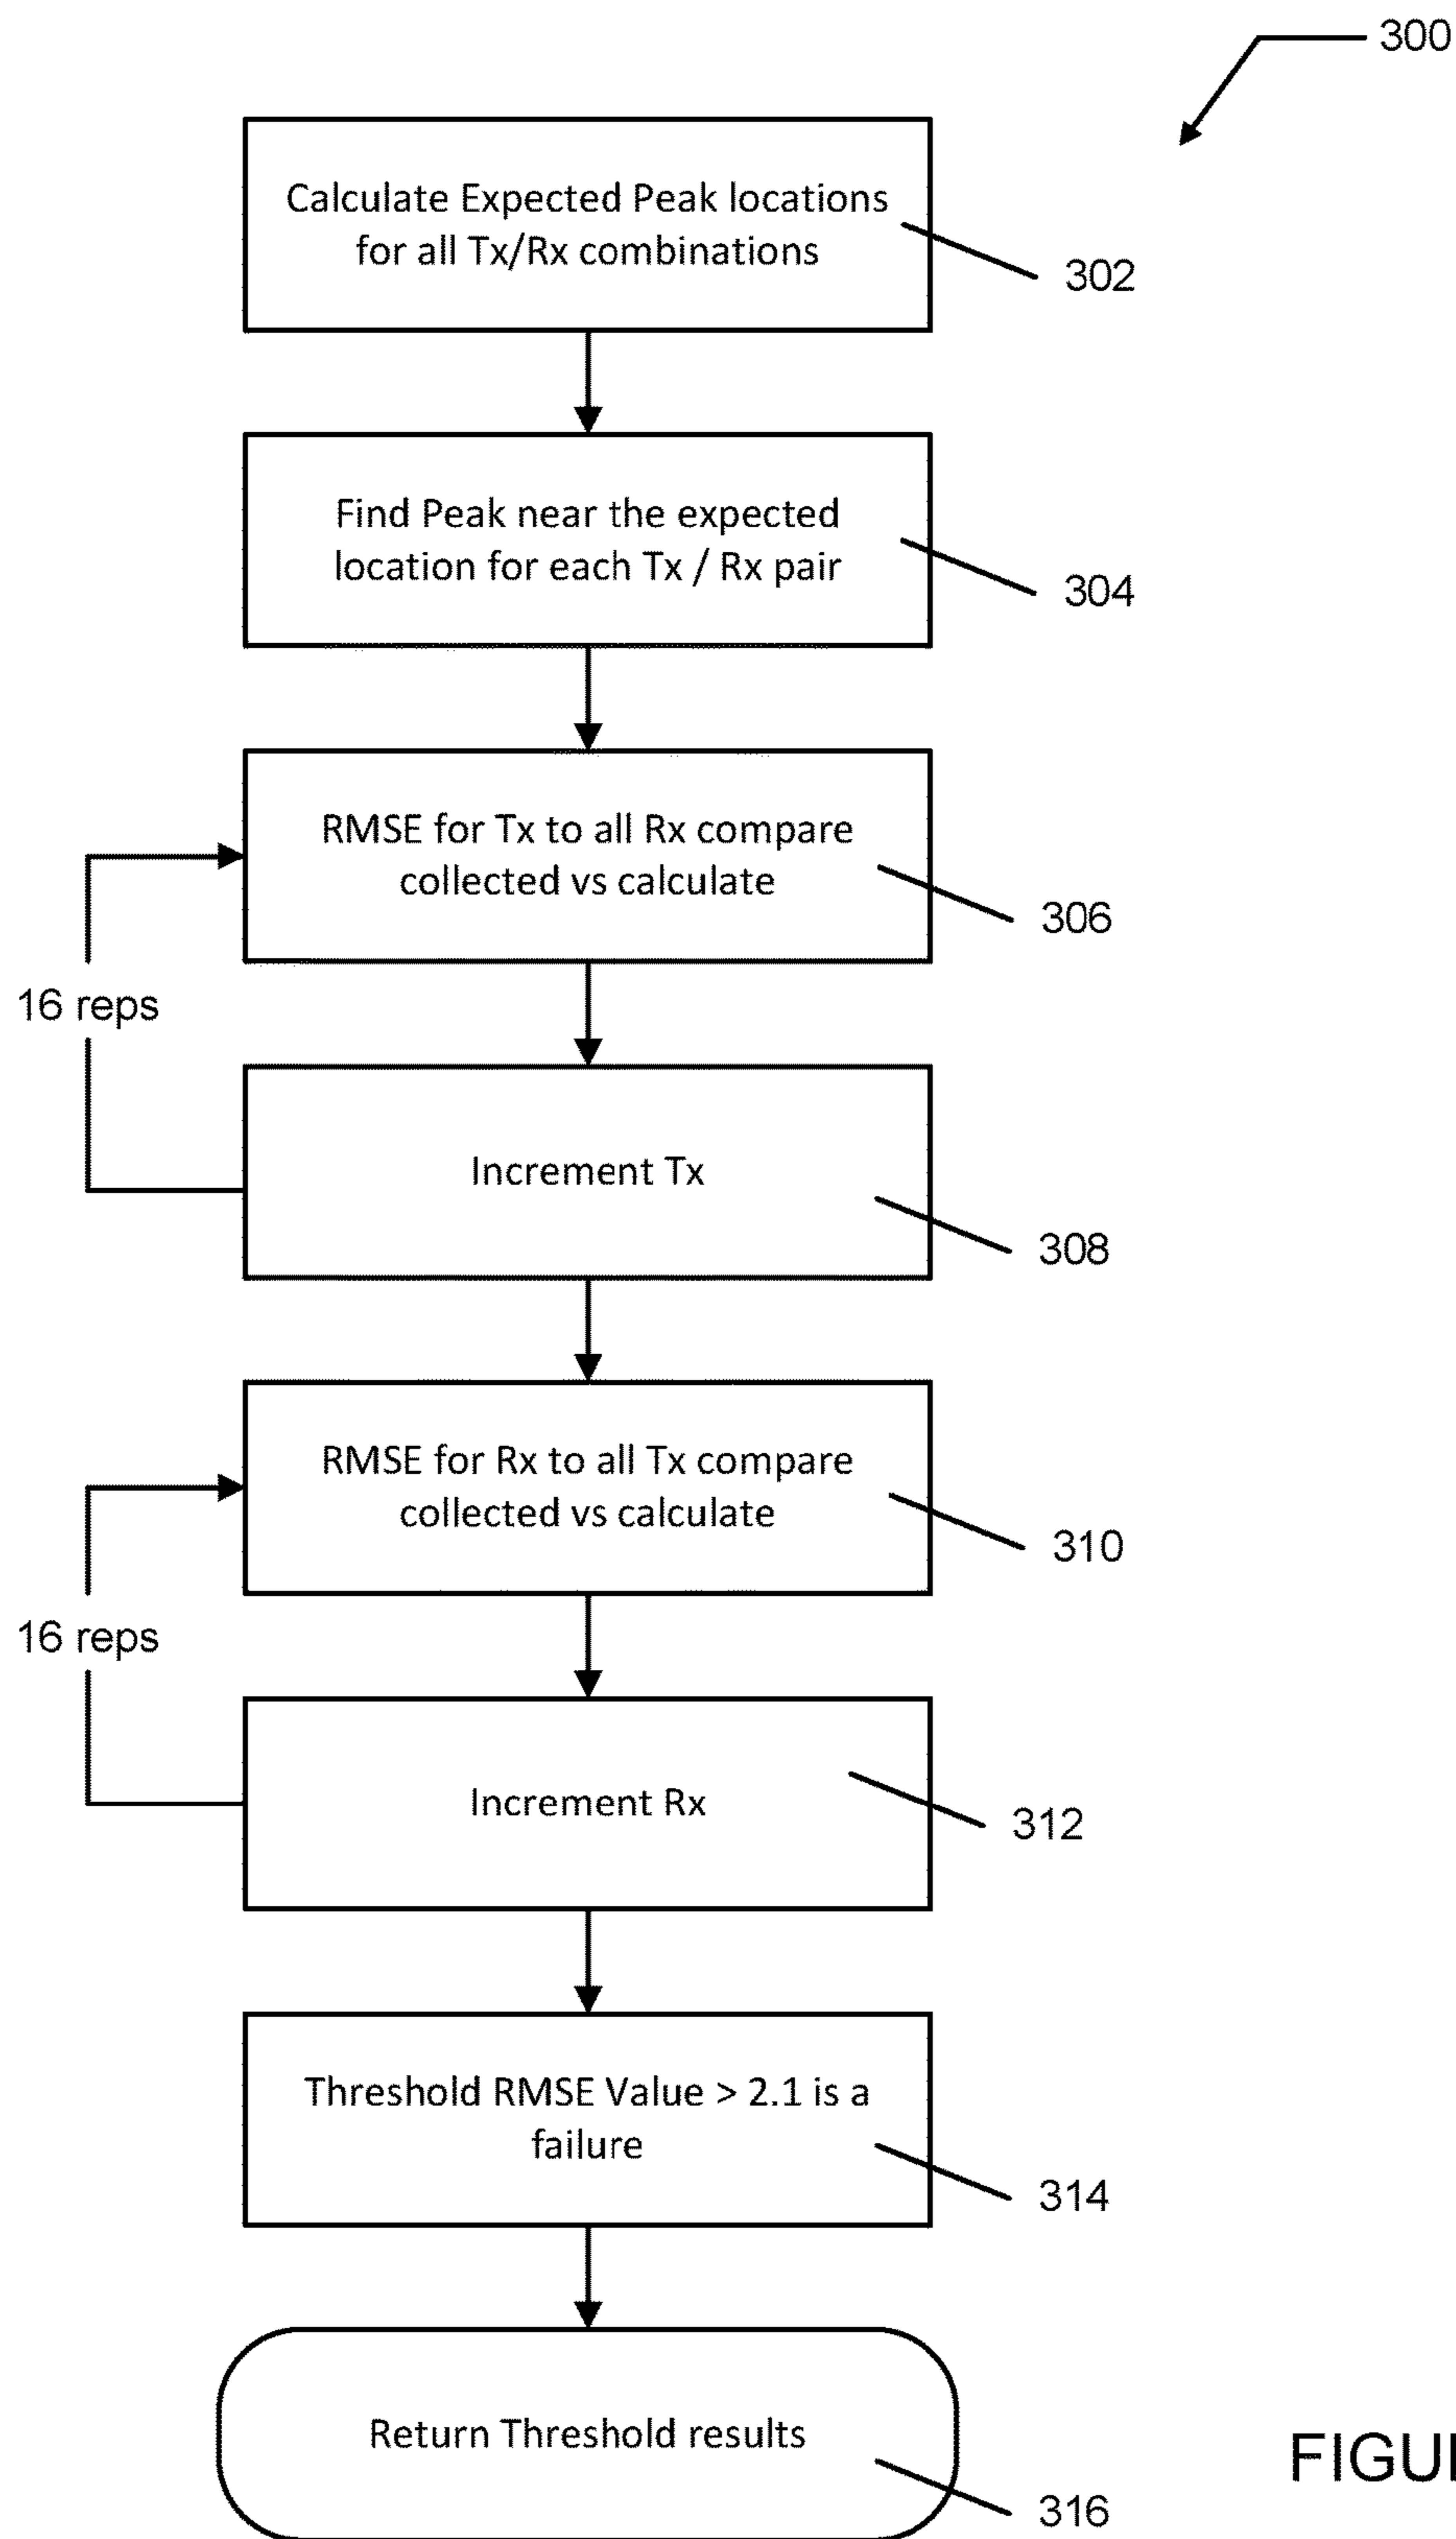 300
Calculate Expected Peak locations
for all Tx/Rx combinations
302
Find Peak near the expected
location for each Tx / Rx pair
304
RMSE for Tx to all Rx compare
collected vs calculate
306
16 reps
Increment Tx
308
RMSE for Rx to all Tx compare
collected vs calculate
310
16 reps
Increment Rx
312
Threshold RMSE Value > 2.1 is a
failure
314
Return Threshold results
316